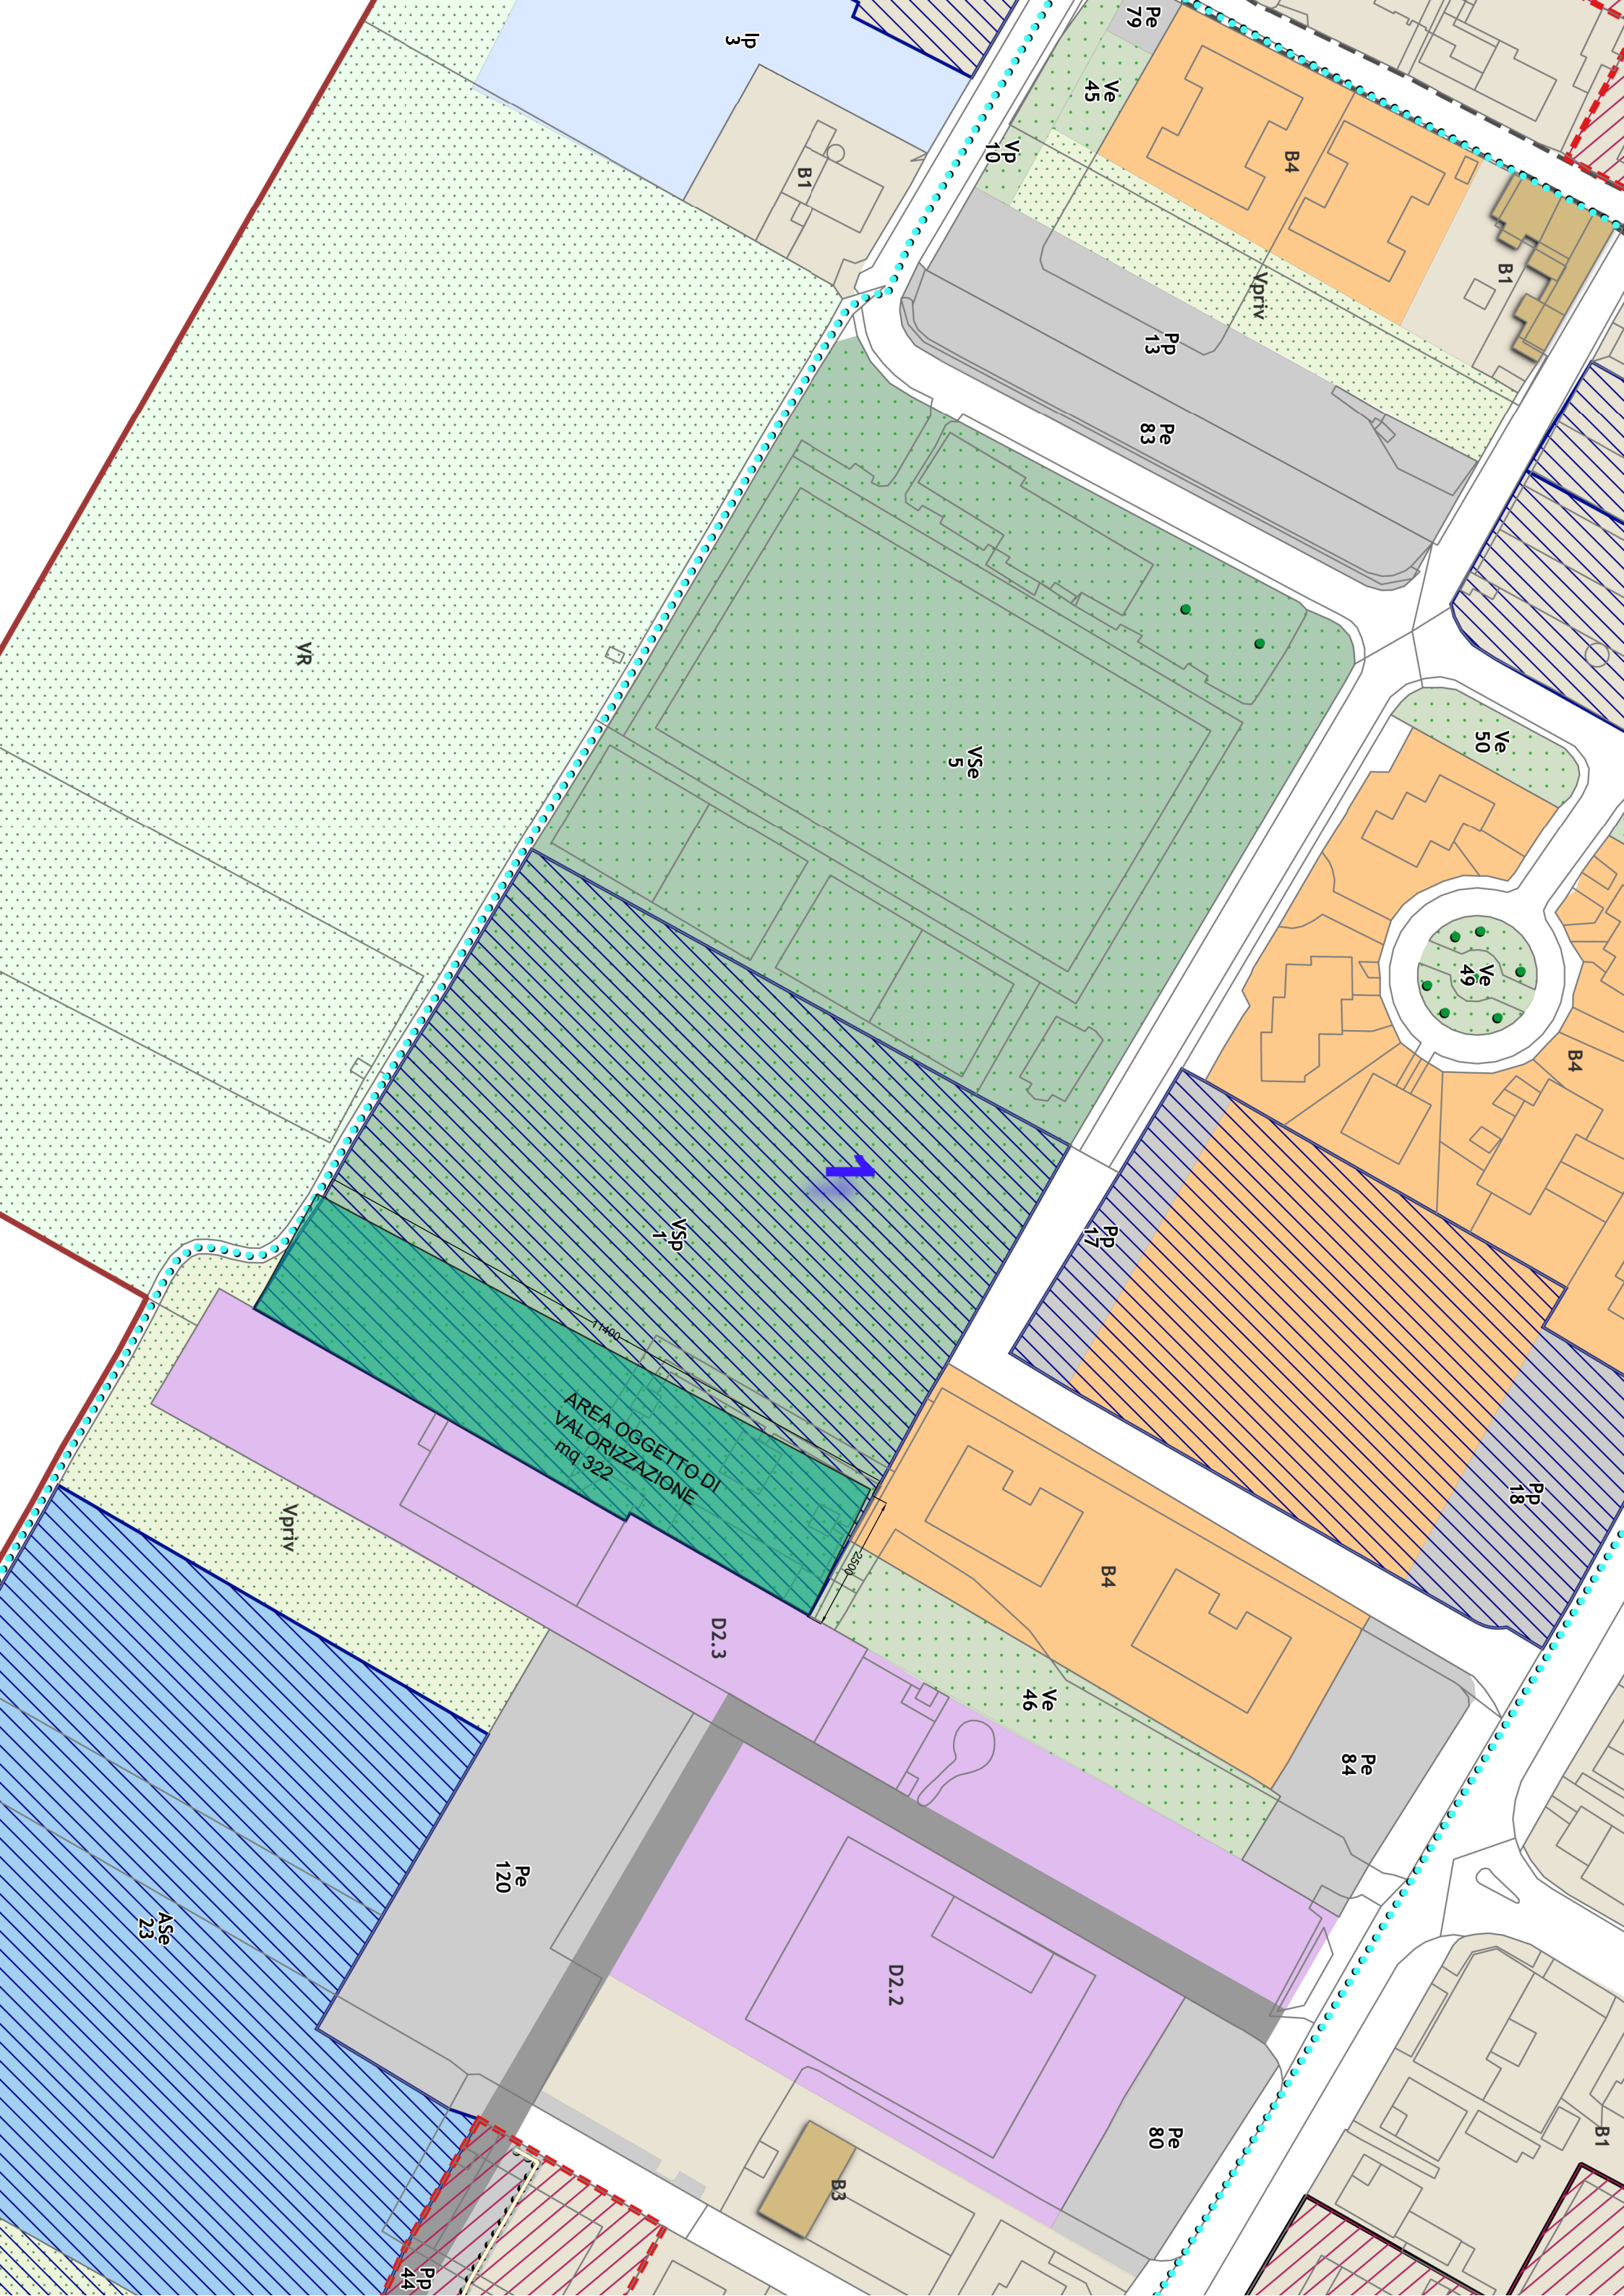 Pe
79
Ip
3
Ve
45
Vp
10
B4
B1
B1
Vpriv
Pp
13
Pe
83
VR
VSe
5
Ve
50
Ve
49
B4
1
VSp
1
Pp
17
11400
AREA OGGETTO DI
VALORIZZAZIONE
mq 322
2500
Pp
18
Vpriv
B4
D2.3
Ve
46
Pe
84
Pe
120
ASe
23
D2.2
Pe
80
B1
B3
Pp
44